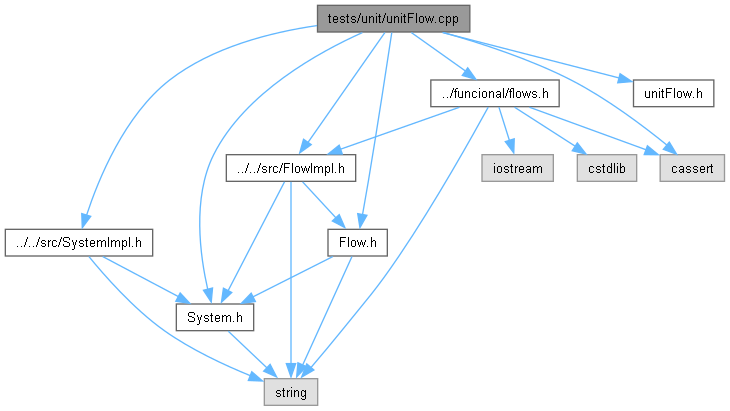 tests/unit/unitFlow.cpp
../funcional/flows.h
unitFlow.h
../../src/FlowImpl.h
iostream
cstdlib
cassert
../../src/SystemImpl.h
Flow.h
System.h
string